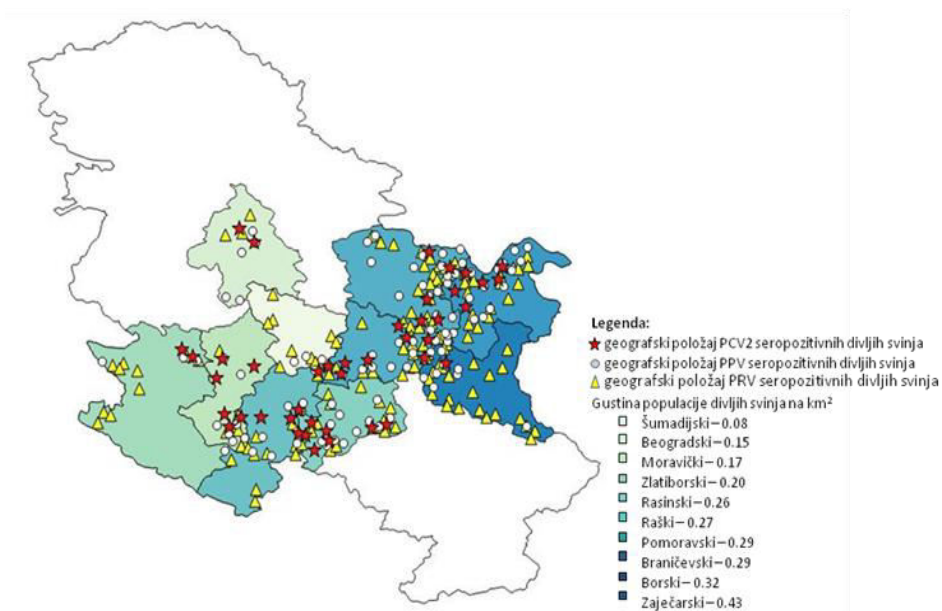 Legenda:
geografski položaj PCV2 seropozitivnih divljih svinja
geografski položaj PPV seropozitivnih divljih svinja
geografski položaj PRV seropozitivnih divljih svinja
Gustina populacije divljih svinja na km²
Šumadijski—0.08
Beogradski—0.15
Moravički—0.17
Zlatiborski—0.20
Rasinski—0.26
Raški—0.27
Pomoravski—0.29
Braničevski—0.29
Borski—0.32
Zaječarski—0.43